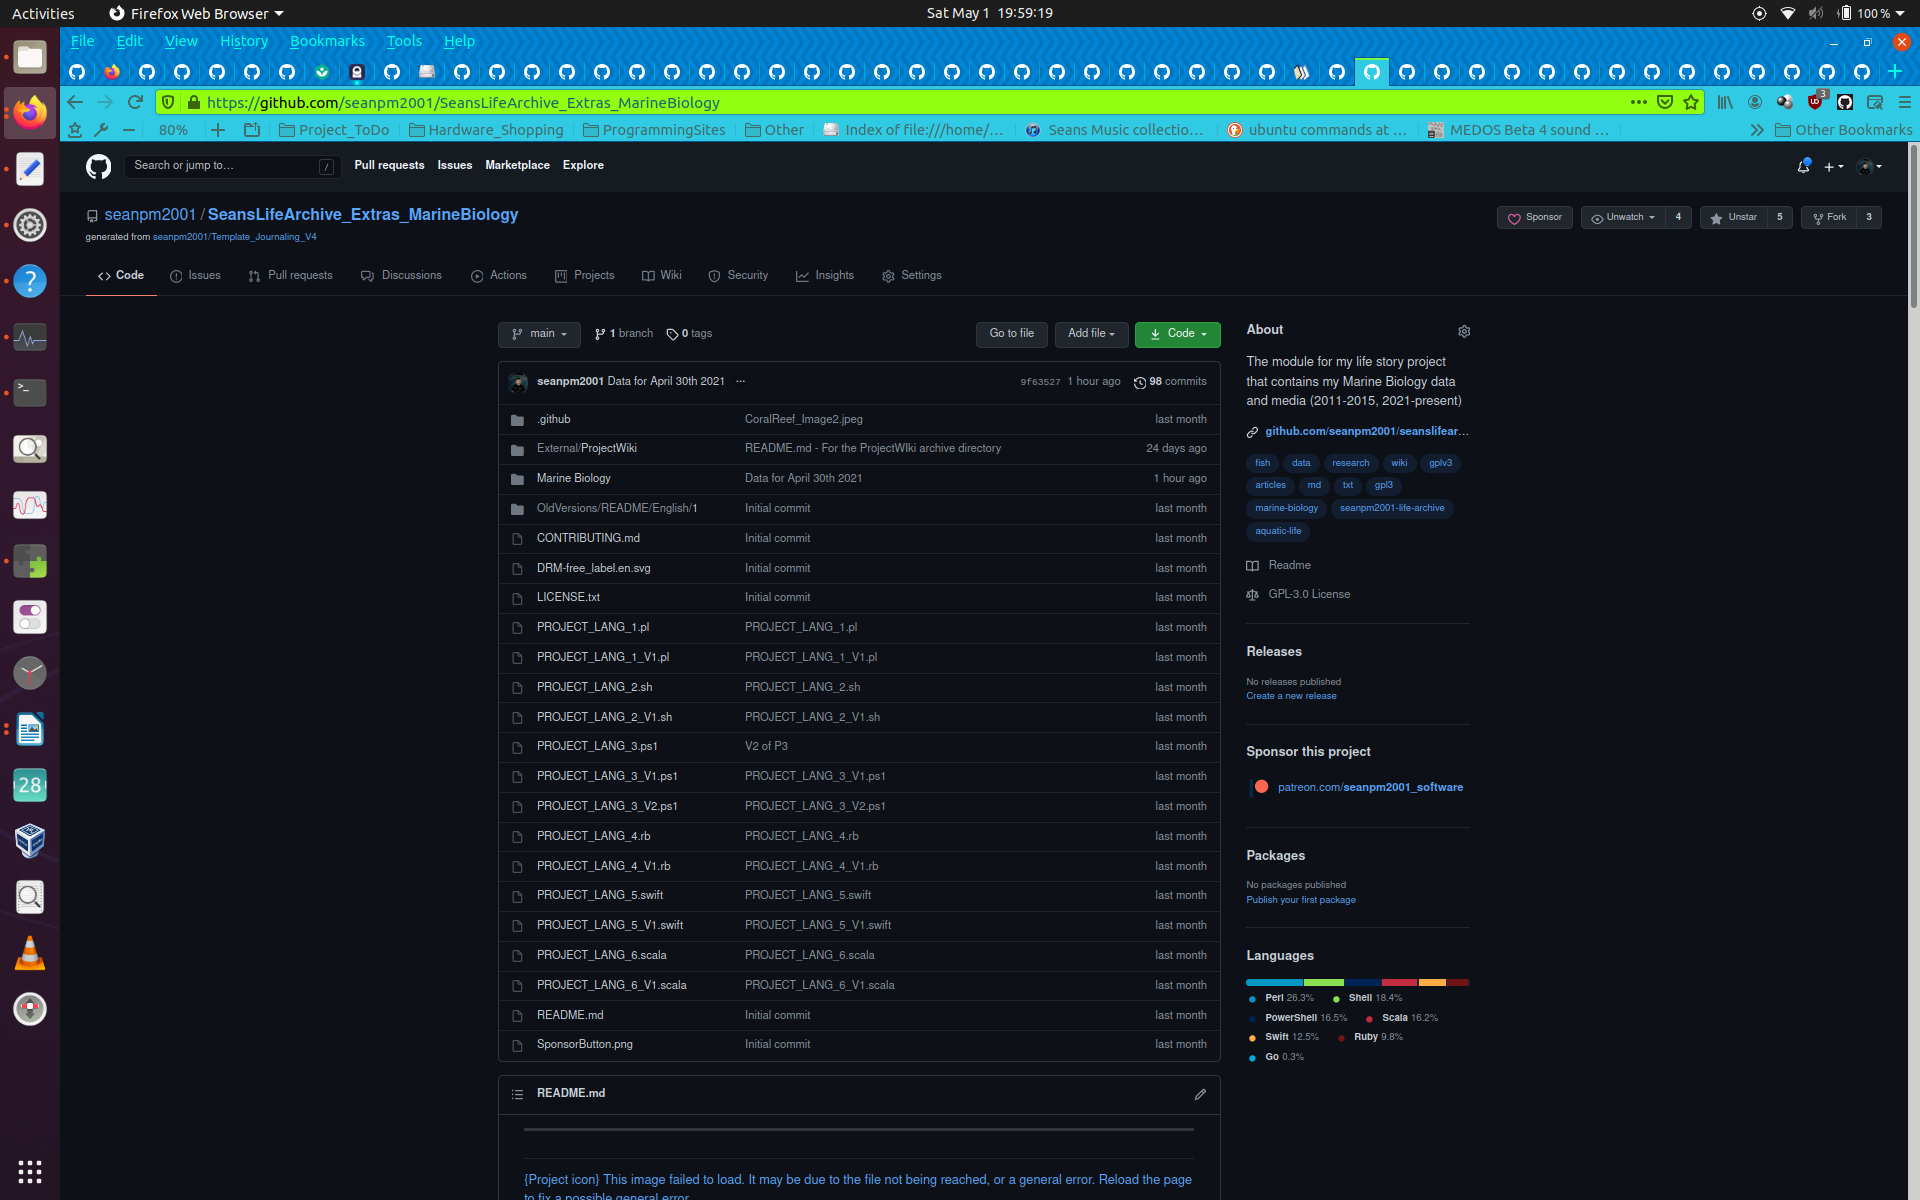 Activities Firefox Web Browser Sat May 1 19:59:19 100 %
File Edit View History Bookmarks Tools Help
https://github.com/seanpm2001/SeansLifeArchive_Extras_MarineBiology 3
80% Project_ToDo Hardware_Shopping ProgrammingSites Other Index of file:///home/... Seans Music collectio... ubuntu commands at ... MEDOS Beta 4 sound ... Other Bookmarks
Search or jump to... / Pull requests Issues Marketplace Explore
seanpm2001 / SeansLifeArchive_Extras_MarineBiology Sponsor Unwatch 4 Unstar 5 Fork 3
generated from seanpm2001/Template_Journaling_V4
Code Issues Pull requests Discussions Actions Projects Wiki Security Insights Settings
main 1 branch 0 tags Go to file Add file Code
seanpm2001 Data for April 30th 2021 ... 9f63527 1 hour ago 98 commits
.github CoralReef_Image2.jpeg last month
External/ProjectWiki README.md - For the ProjectWIki archive directory 24 days ago
Marine Biology Data for April 30th 2021 1 hour ago
OldVersions/README/English/1 Initial commit last month
CONTRIBUTING.md Initial commit last month
DRM-free_label.en.svg Initial commit last month
LICENSE.txt Initial commit last month
PROJECT_LANG_1.pl PROJECT_LANG_1.pl last month
PROJECT_LANG_1_V1.pl PROJECT_LANG_1_V1.pl last month
PROJECT_LANG_2.sh PROJECT_LANG_2.sh last month
PROJECT_LANG_2_V1.sh PROJECT_LANG_2_V1.sh last month
PROJECT_LANG_3.ps1 V2 of P3 last month
PROJECT_LANG_3_V1.ps1 PROJECT_LANG_3_V1.ps1 last month
PROJECT_LANG_3_V2.ps1 PROJECT_LANG_3_V2.ps1 last month
PROJECT_LANG_4.rb PROJECT_LANG_4.rb last month
PROJECT_LANG_4_V1.rb PROJECT_LANG_4_V1.rb last month
PROJECT_LANG_5.swift PROJECT_LANG_5.swift last month
PROJECT_LANG_5_V1.swift PROJECT_LANG_5_V1.swift last month
PROJECT_LANG_6.scala PROJECT_LANG_6.scala last month
PROJECT_LANG_6_V1.scala PROJECT_LANG_6_V1.scala last month
README.md Initial commit last month
SponsorButton.png Initial commit last month
README.md
{Project icon} This image failed to load. It may be due to the file not being reached, or a general error. Reload the page
to fix a possible general error.
About
The module for my life story project
that contains my Marine Biology data
and media (2011-2015, 2021-present)
github.com/seanpm2001/seanslifear...
fish data research wiki gplv3
articles md txt gpl3
marine-biology seanpm2001-life-archive
aquatic-life
Readme
GPL-3.0 License
Releases
No releases published
Create a new release
Sponsor this project
patreon.com/seanpm2001_software
Packages
No packages published
Publish your first package
Languages
Perl 26.3% Shell 18.4%
PowerShell 16.5% Scala 16.2%
Swift 12.5% Ruby 9.8%
Go 0.3%
28